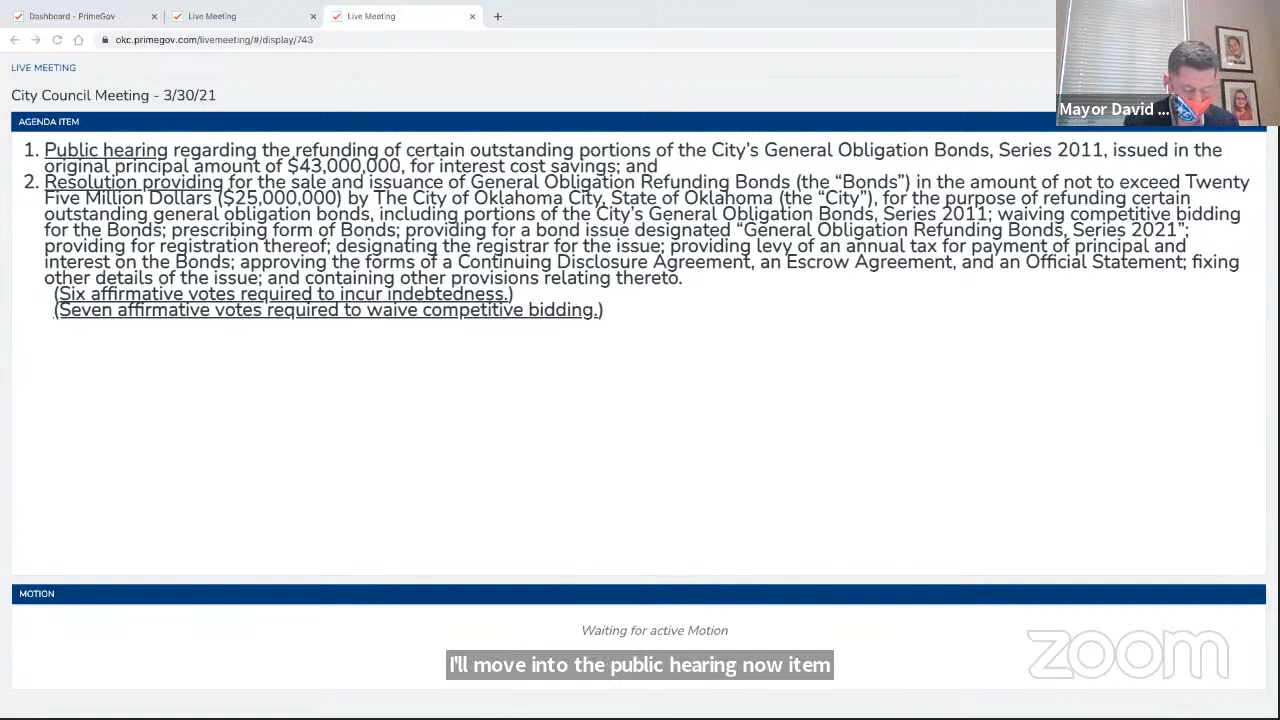 Dashboard - PrimeGov
Live Meeting
Live Meeting
okc.primegov.com/livemeeting/#/display/743
LIVE MEETING
City Council Meeting - 3/30/21
Mayor David ...
AGENDA ITEM
1. Public hearing regarding the refunding of certain outstanding portions of the City's General Obligation Bonds, Series 2011, issued in the
original principal amount of $43,000,000, for interest cost savings; and
2. Resolution providing for the sale and issuance of General Obligation Refunding Bonds (the “Bonds”) in the amount of not to exceed Twenty
Five Million Dollars ($25,000,000) by The City of Oklahoma City, State of Oklahoma (the “City”), for the purpose of refunding certain
outstanding general obligation bonds, including portions of the City’s General Obligation Bonds, Series 2011; waiving competitive bidding
for the Bonds; prescribing form of Bonds; providing for a bond issue designated “General Obligation Refunding Bonds, Series 2021”;
providing for registration thereof; designating the registrar for the issue; providing levy of an annual tax for payment of principal and
interest on the Bonds; approving the forms of a Continuing Disclosure Agreement, an Escrow Agreement, and an Official Statement; fixing
other details of the issue; and containing other provisions relating thereto.
(Six affirmative votes required to incur indebtedness.)
(Seven affirmative votes required to waive competitive bidding.)
MOTION
Waiting for active Motion
zoom
I'll move into the public hearing now item